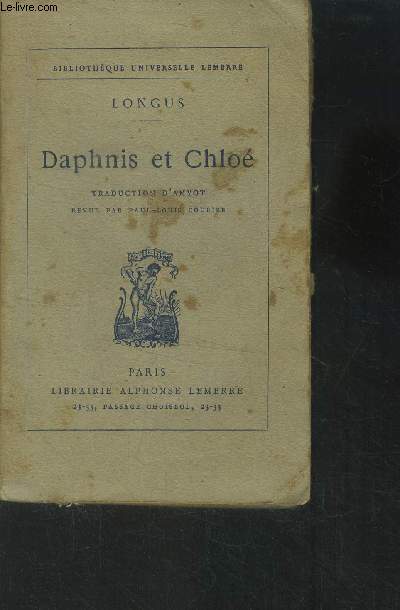 Le-livre.com
BIBLIOTHÈQUE UNIVERSELLE LEMERRE
LONGUS
Daphnis et Chloé
TRADUCTION D'AMYOT
REVUE PAR PAUL-LOUIS COURIER
PARIS
LIBRAIRIE ALPHONSE LEMERRE
23-33, PASSAGE CHOISEUL, 23-33